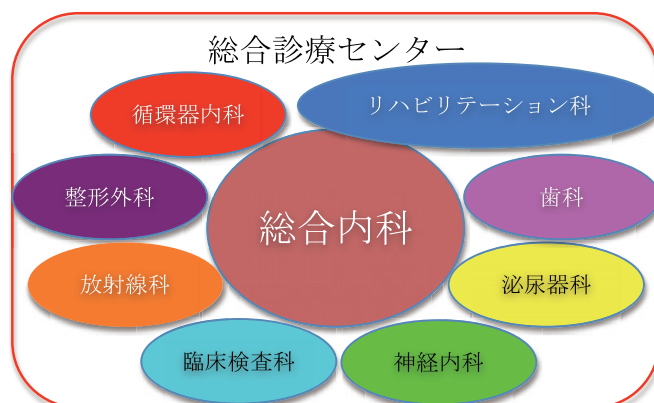 総合診療センター
循環器内科
リハビリテーション科
整形外科
歯科
総合内科
放射線科
泌尿器科
臨床検査科
神経内科